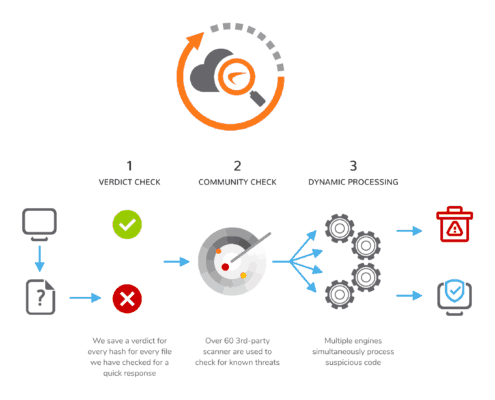 1
VERDICT CHECK
2
COMMUNITY CHECK
3
DYNAMIC PROCESSING
?
We save a verdict for
every hash for every file
we have checked for a
quick response
Over 60 3rd-party
scanner are used to
check for known threats
Multiple engines
simultaneously process
suspicious code